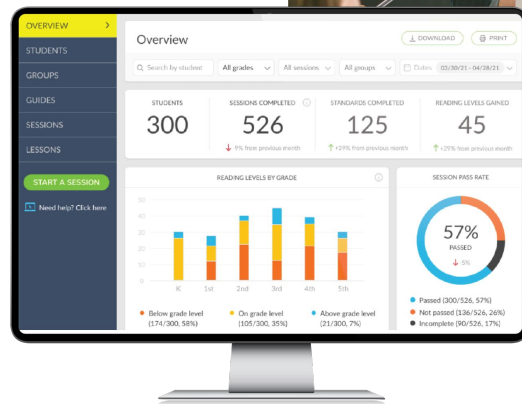 OVERVIEW
STUDENTS
GROUPS
GUIDES
SESSIONS
LESSONS
START A SESSION
Need help? Click here
Overview
DOWNLOAD
PRINT
Search by student
All grades
All sessions
All groups
Dates 03/30/21 - 04/28/21
STUDENTS
300
SESSIONS COMPLETED
526
9% from previous month
STANDARDS COMPLETED
125
+29% from previous month
READING LEVELS GAINED
45
+29% from previous month
READING LEVELS BY GRADE
50
40
30
20
10
0
K 1st 2nd 3rd 4th 5th
Below grade level
(174/300, 58%)
On grade level
(105/300, 35%)
Above grade level
(21/300, 7%)
SESSION PASS RATE
57%
PASSED
5%
Passed (300/526, 57%)
Not passed (136/526, 26%)
Incomplete (90/526, 17%)